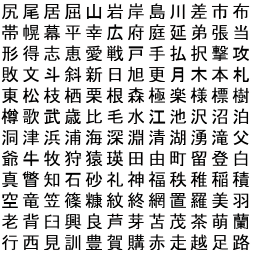 尻尾居屈山岩岸島川差市布
帯幌幕平幸広府庭延弟張当
形得志恵愛戦戸手払択撃攻
敗文斗斜新日旭更月木本札
東松枝栖栗根森極楽様標樹
樽歌武歳比毛水江池沢沼泊
洞津浜浦海深淵清湖湧滝父
爺牛牧狩猿瑛田由町留登白
真瞥知石砂礼神福秩稚稲積
空竜笠篠糠紋終網置羅美羽
老背臼興良芦芽苫茂茶萌蘭
行西見訓豊賀購赤走越足路